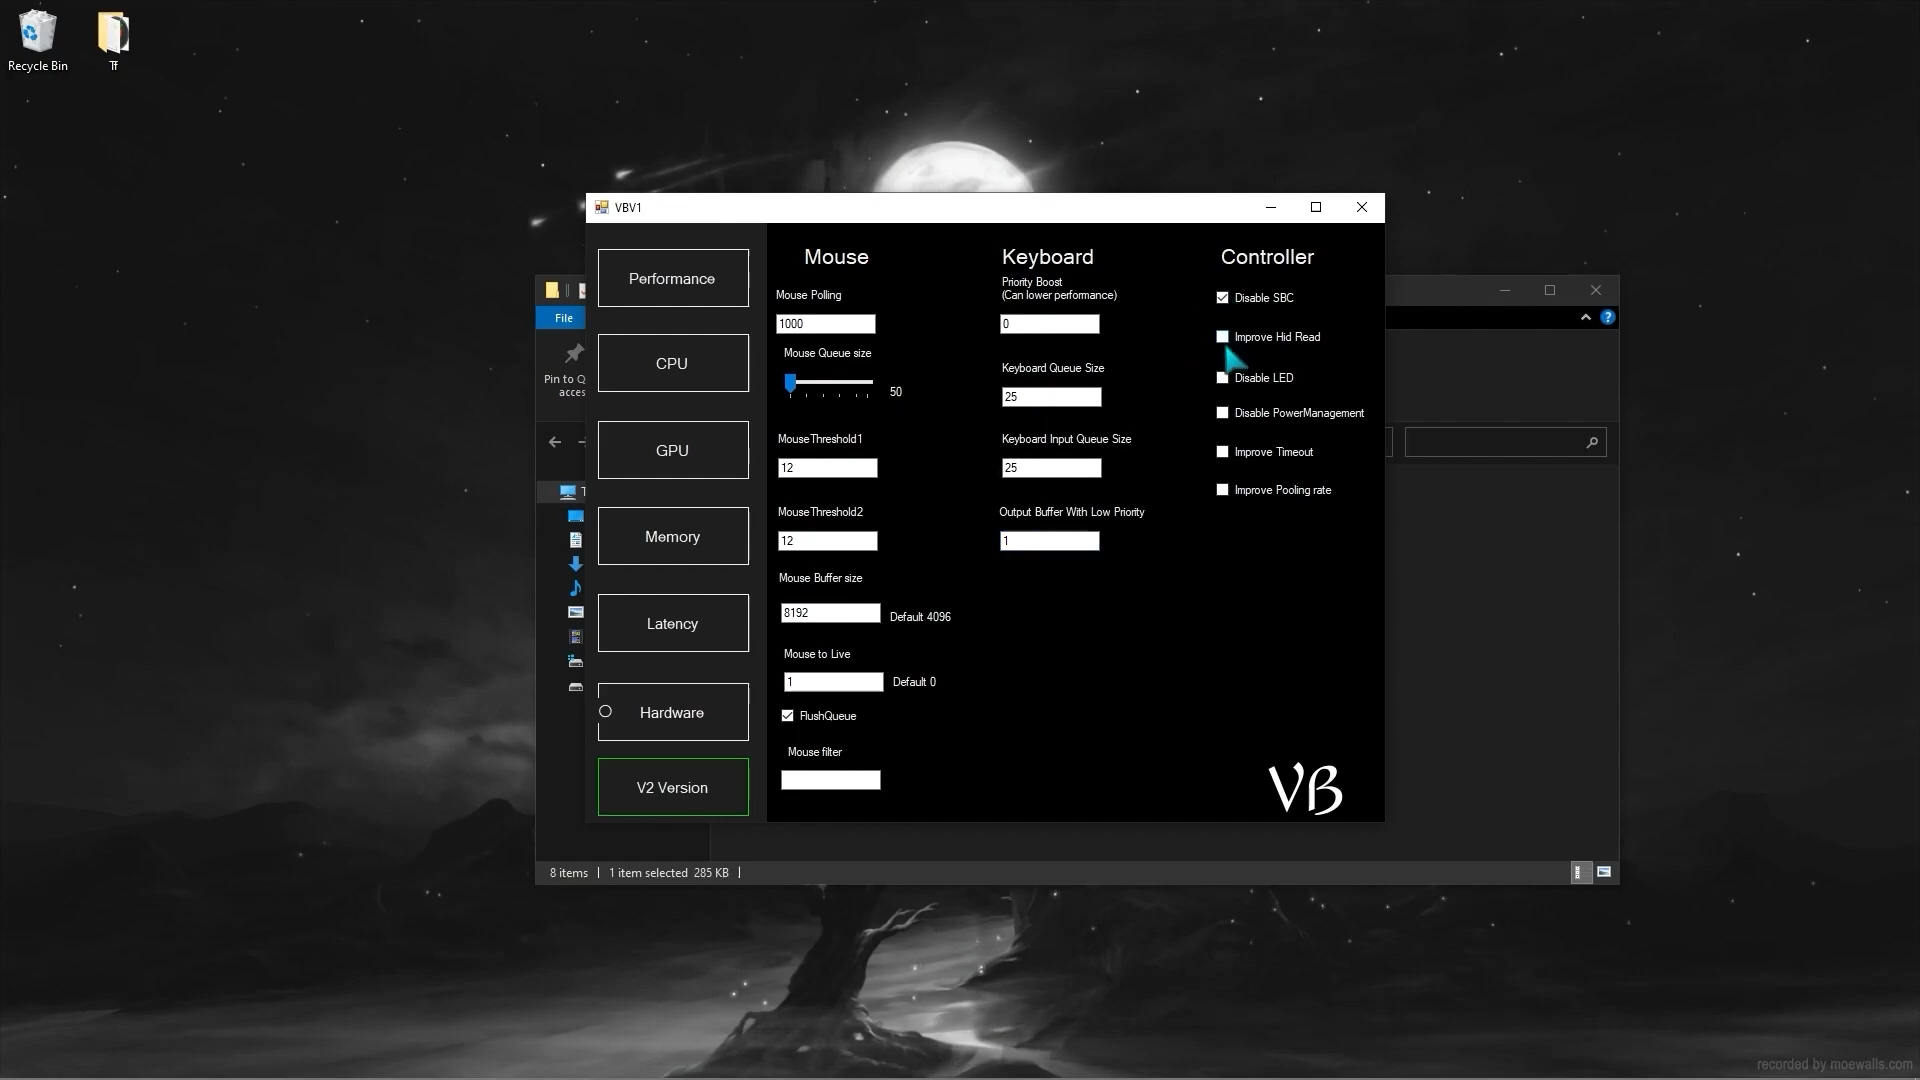 Recycle Bin
Tf
VBV1
File
Pin to Q
acces
Performance
CPU
GPU
Memory
Latency
Hardware
V2 Version
Mouse
Mouse Polling
1000
Mouse Queue size
50
MouseThreshold1
12
MouseThreshold2
12
Mouse Buffer size
8192
Default 4096
Mouse to Live
1
Default 0
FlushQueue
Mouse filter
Keyboard
Priority Boost
(Can lower performance)
0
Keyboard Queue Size
25
Keyboard Input Queue Size
25
Output Buffer With Low Priority
1
Controller
Disable SBC
Improve Hid Read
Disable LED
Disable PowerManagement
Improve Timeout
Improve Pooling rate
VB
8 items
1 item selected 285 KB
recorded by moewalls.com